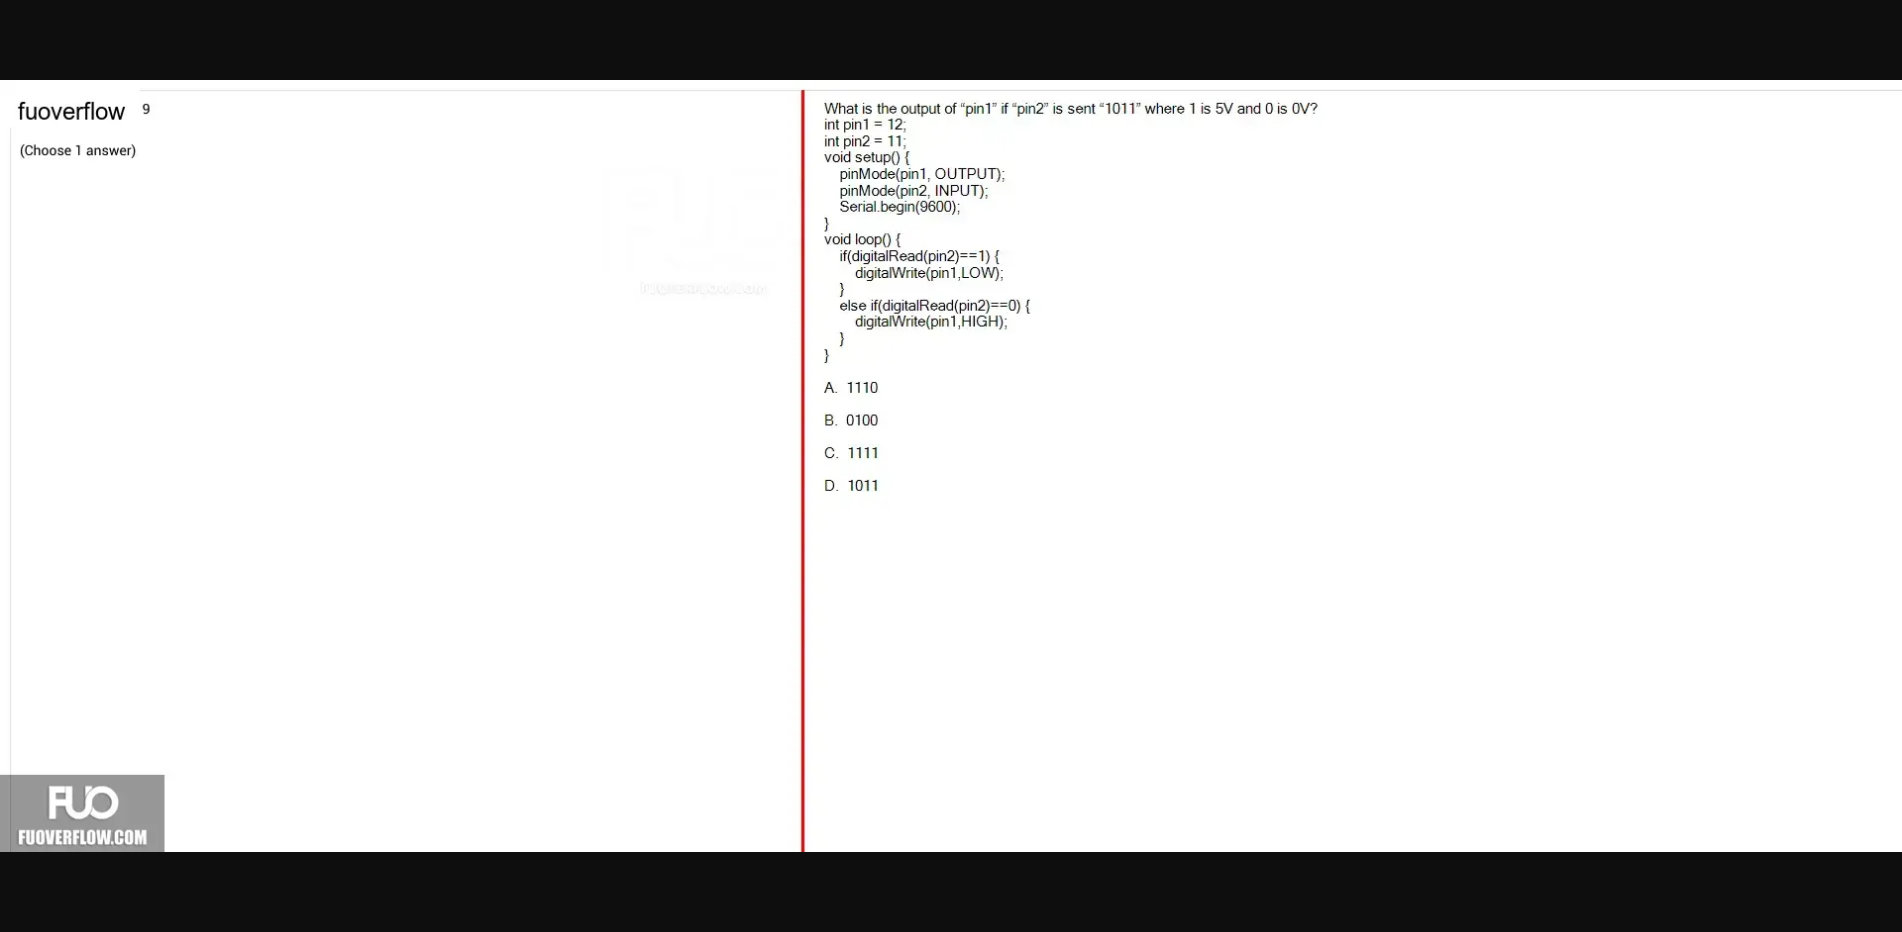 fuoverflow 9
(Choose 1 answer)
What is the output of “pin1” if “pin2” is sent “1011” where 1 is 5V and 0 is 0V?
int pin1 = 12;
int pin2 = 11;
void setup() {
pinMode(pin1, OUTPUT);
pinMode(pin2, INPUT);
Serial.begin(9600);
}
void loop() {
if(digitalRead(pin2)==1) {
digitalWrite(pin1,LOW);
}
else if(digitalRead(pin2)==0) {
digitalWrite(pin1,HIGH);
}
}
A. 1110
B. 0100
C. 1111
D. 1011
FUOVERFLOW.COM
FUO
FUOVERFLOW.COM